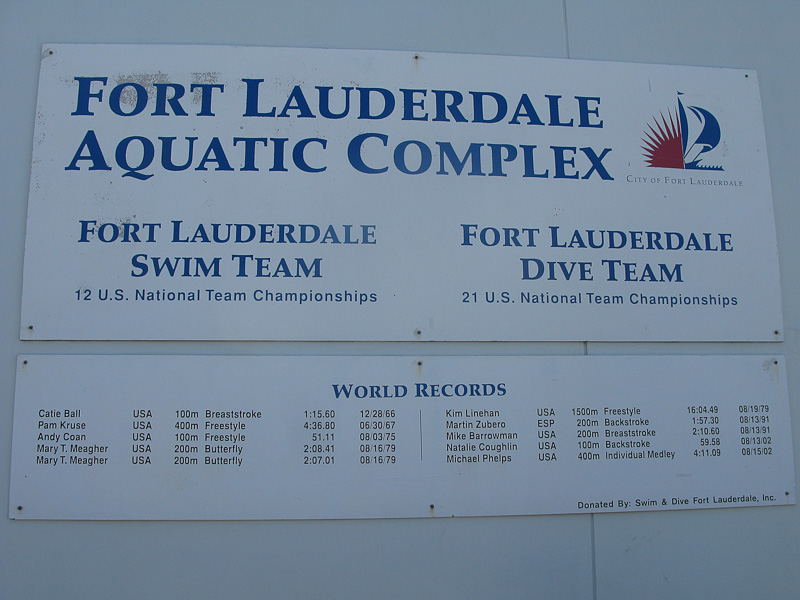 FORT LAUDERDALE
AQUATIC COMPLEX
CITY OF FORT LAUDERDALE
FORT LAUDERDALE
SWIM TEAM
12 U.S. National Team Championships
FORT LAUDERDALE
DIVE TEAM
21 U.S. National Team Championships
WORLD RECORDS
Catie Ball USA 100m Breaststroke 1:15.60 12/28/66
Pam Kruse USA 400m Freestyle 4:36.80 06/30/67
Andy Coan USA 100m Freestyle 51.11 08/03/75
Mary T. Meagher USA 200m Butterfly 2:08.41 08/16/79
Mary T. Meagher USA 200m Butterfly 2:07.01 08/16/79
Kim Linehan USA 1500m Freestyle 16:04.49 08/19/79
Martin Zubero ESP 200m Backstroke 1:57.30 08/13/91
Mike Barrowman USA 200m Breaststroke 2:10.60 08/13/91
Natalie Coughlin USA 100m Backstroke 59.58 08/13/02
Michael Phelps USA 400m Individual Medley 4:11.09 08/15/02
Donated By: Swim & Dive Fort Lauderdale, Inc.